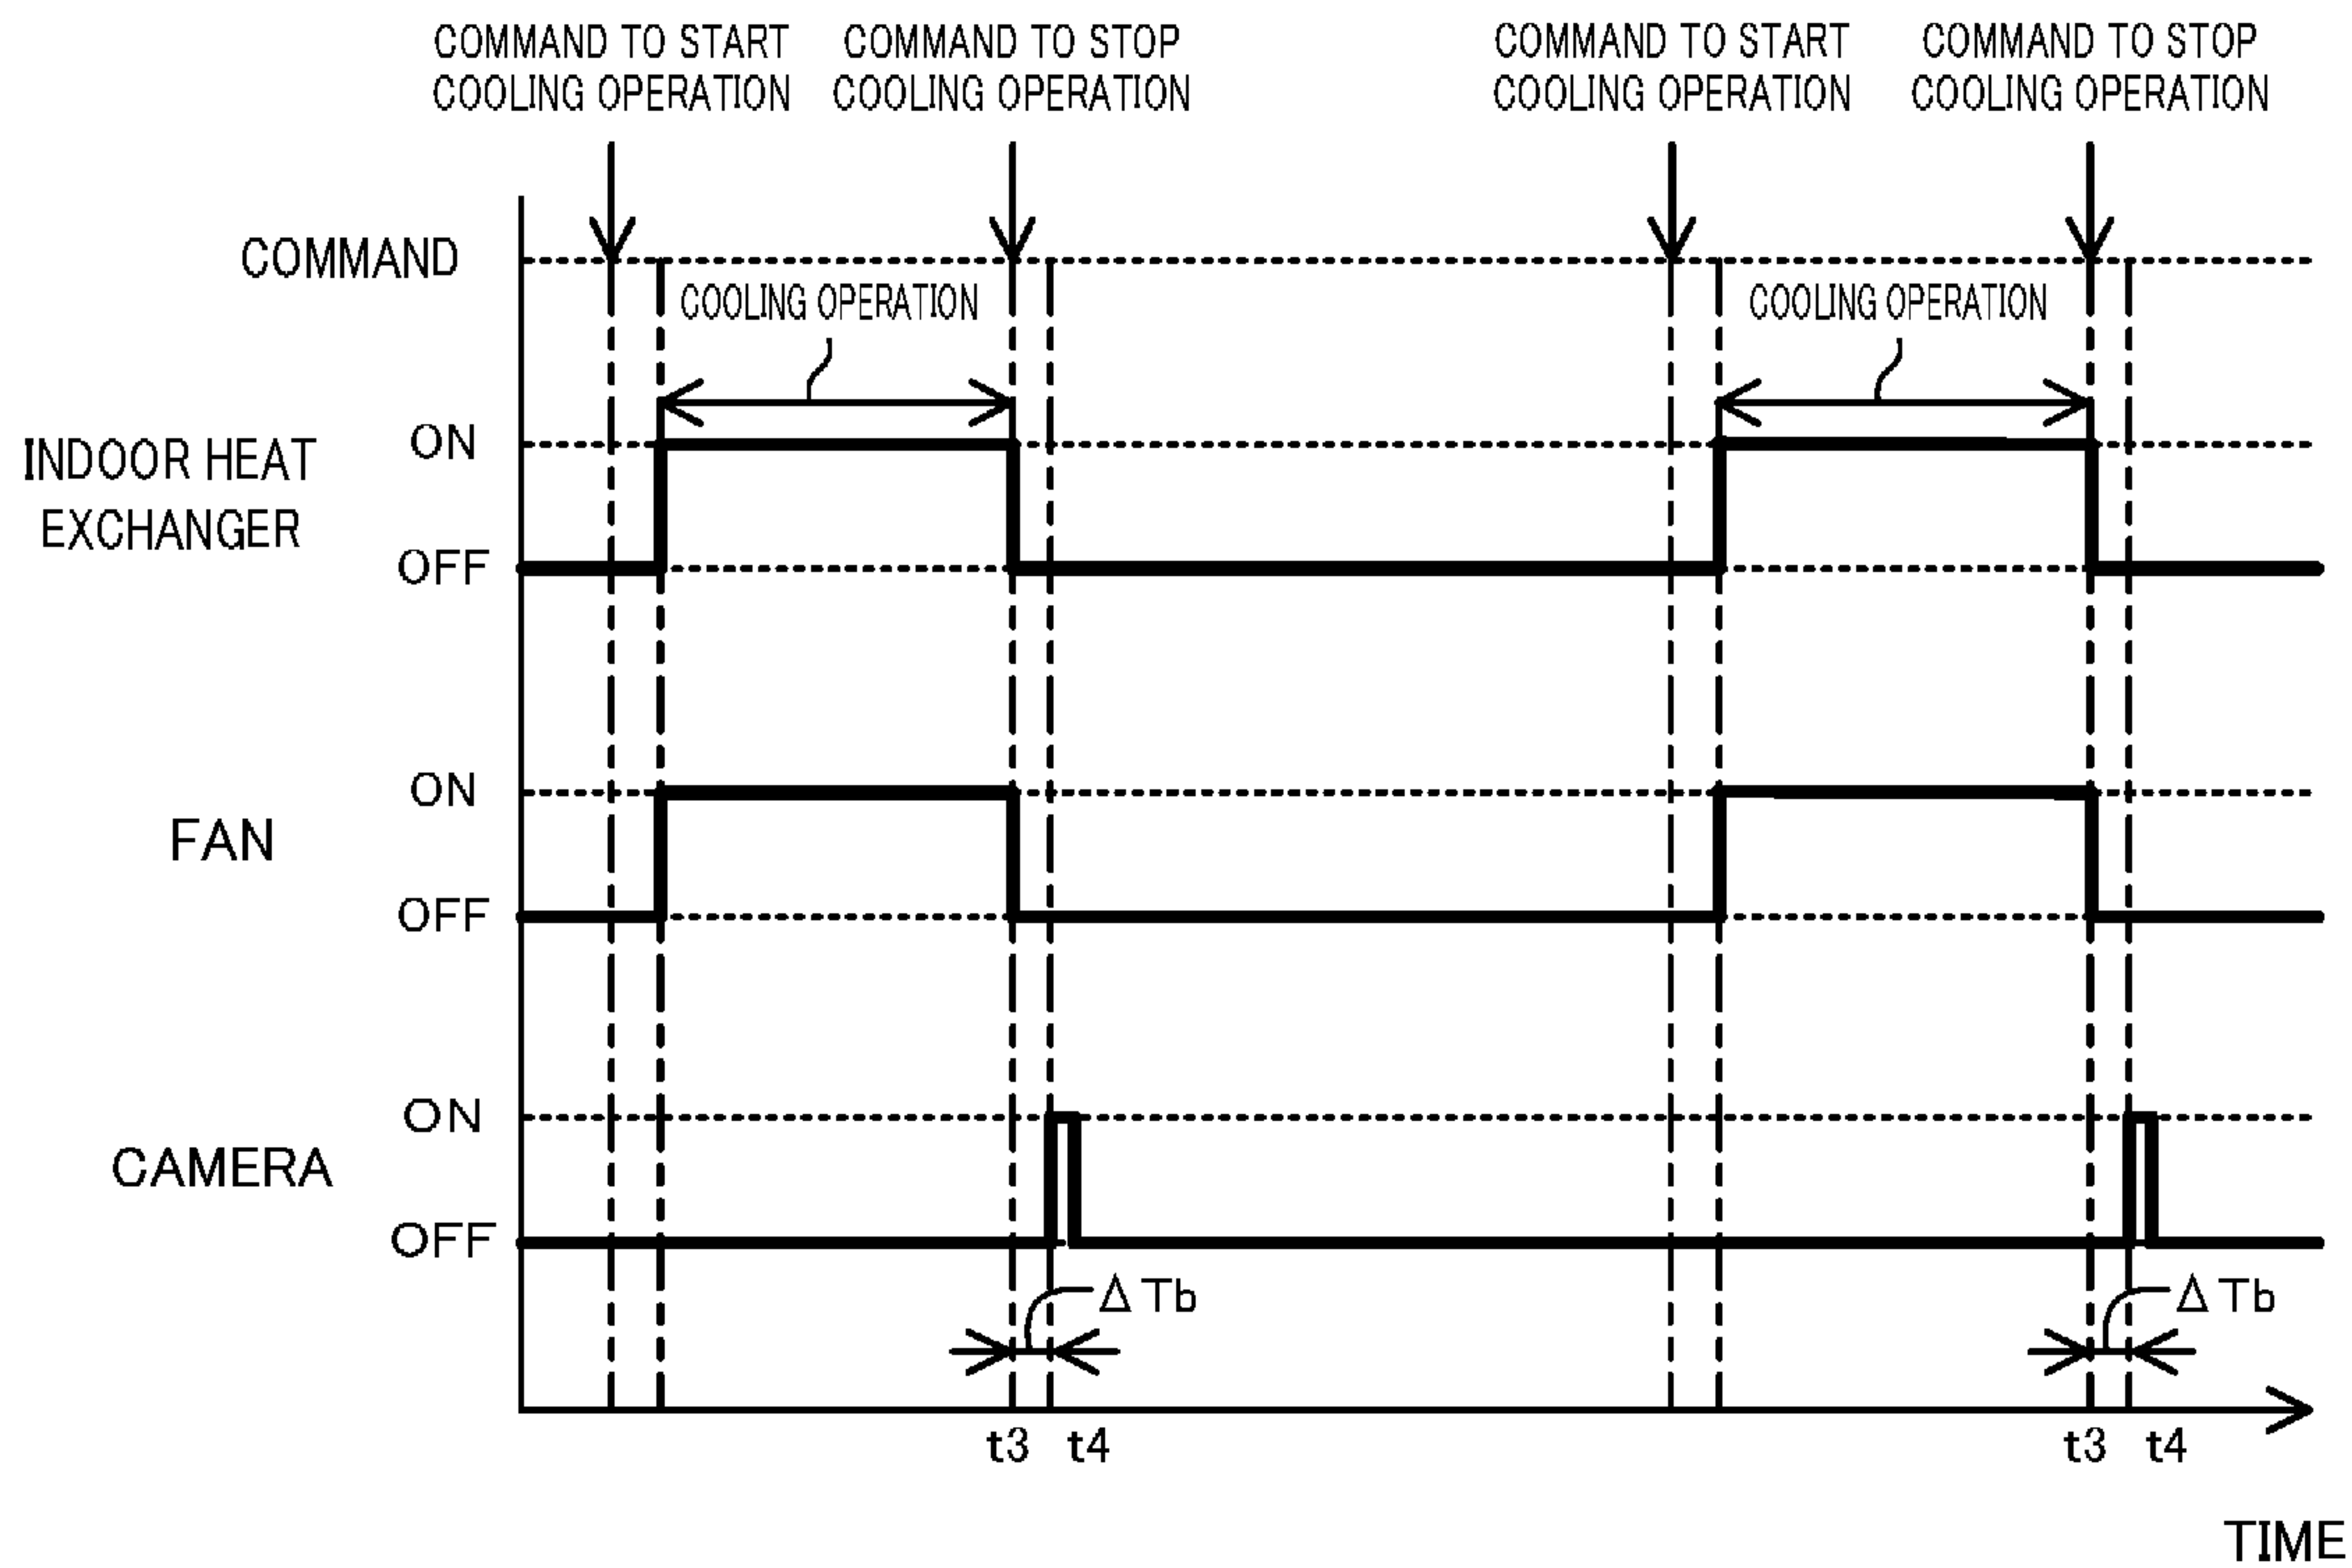 COMMAND TO START
COOLING OPERATION
COMMAND TO STOP
COOLING OPERATION
COMMAND TO START
COOLING OPERATION
COMMAND TO STOP
COOLING OPERATION
COMMAND
COOLING OPERATION
COOLING OPERATION
INDOOR HEAT
EXCHANGER
ON
OFF
FAN
ON
OFF
CAMERA
ON
OFF
Δ Tb
Δ Tb
t3
t4
t3
t4
TIME